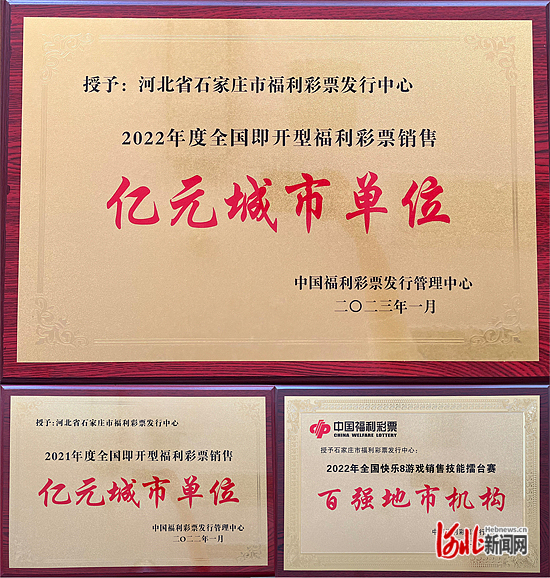 授予：河北省石家庄市福利彩票发行中心
2022年度全国即开型福利彩票销售
亿元城市单位
中国福利彩票发行管理中心
二〇二三年一月
授予:河北省石家庄市福利彩票发行中心
2021年度全国即开型福利彩票销售
亿元城市单位
中国福利彩票发行管理中心
二〇二二年一月
中国福利彩票
CHINA WELFARE LOTTERY
授予石家庄市福利彩票发行中心：
2022年全国快乐8游戏销售技能擂台赛
百强地市机构
中
Hebnews.cn
河北新闻网